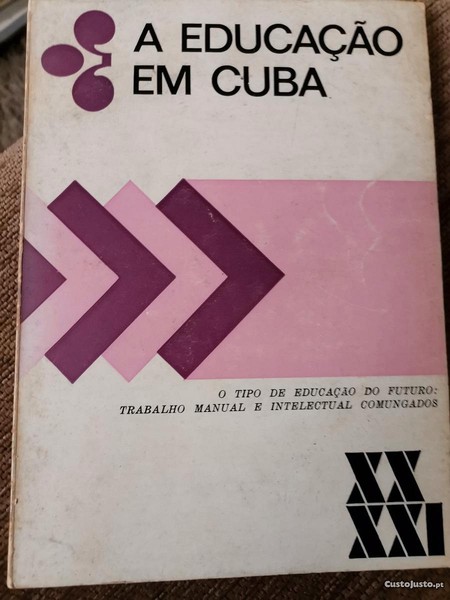 A EDUCAÇÃO
EM CUBA
O TIPO DE EDUCAÇÃO DO FUTURO:
TRABALHO MANUAL E INTELECTUAL COMUNGADOS
XX
XXI
CustoJusto.pt